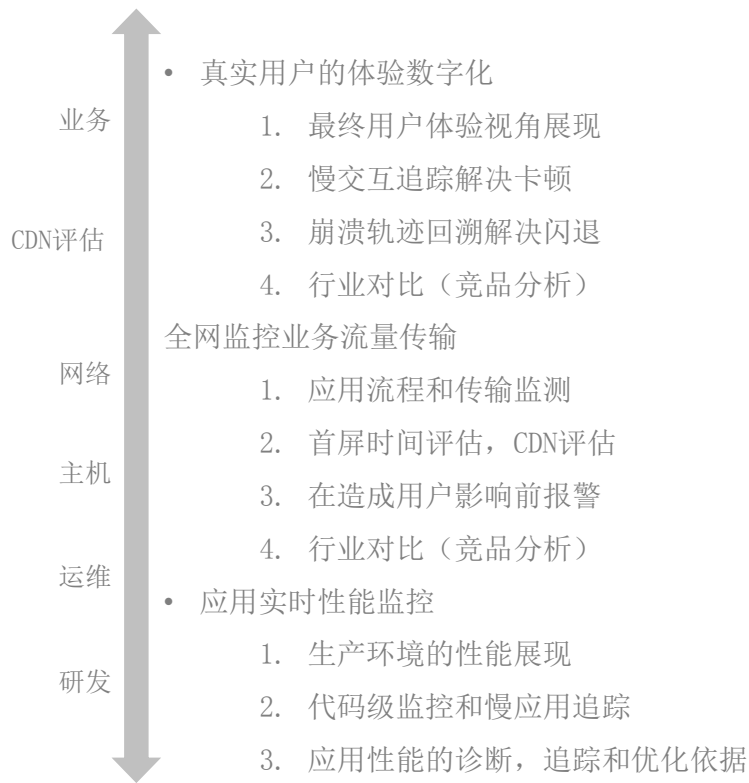 业务
CDN评估
网络
主机
运维
研发
• 真实用户的体验数字化
1. 最终用户体验视角展现
2. 慢交互追踪解决卡顿
3. 崩溃轨迹回溯解决闪退
4. 行业对比（竞品分析）
全网监控业务流量传输
1. 应用流程和传输监测
2. 首屏时间评估，CDN评估
3. 在造成用户影响前报警
4. 行业对比（竞品分析）
• 应用实时性能监控
1. 生产环境的性能展现
2. 代码级监控和慢应用追踪
3. 应用性能的诊断，追踪和优化依据